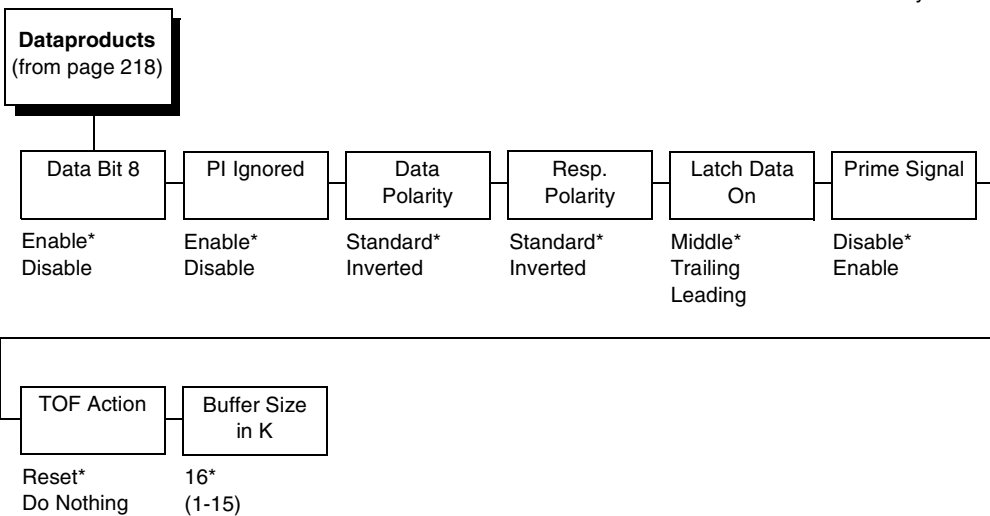 Dataproducts
(from page 218)
Data Bit 8
Enable*
Disable
PI Ignored
Enable*
Disable
Data
Polarity
Standard*
Inverted
Resp.
Polarity
Standard*
Inverted
Latch Data
On
Middle*
Trailing
Leading
Prime Signal
Disable*
Enable
TOF Action
Reset*
Do Nothing
Buffer Size
in K
16*
(1-15)